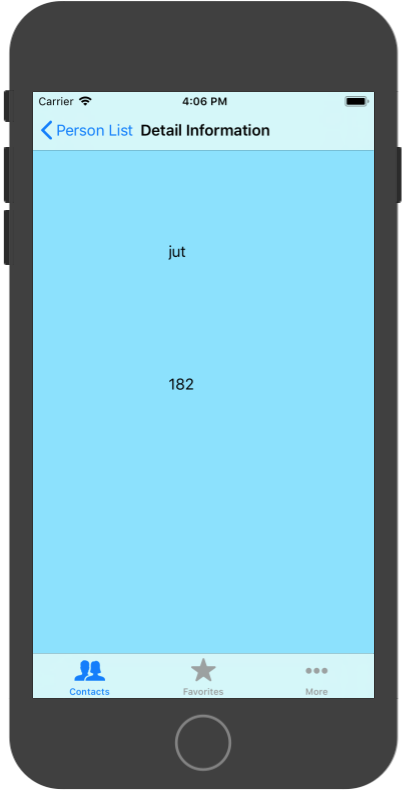 Carrier 4:06 PM
Person List Detail Information
jut
182
Contacts Favorites More